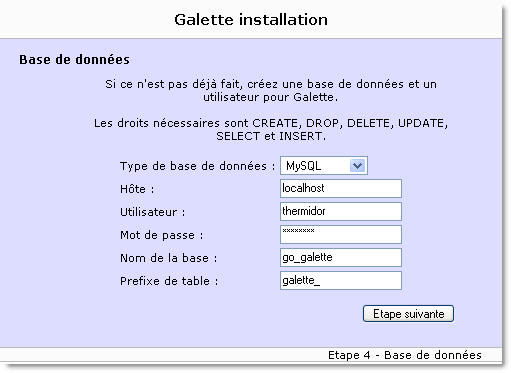 Galette installation
Base de données
Si ce n'est pas déjà fait, créez une base de données et un
utilisateur pour Galette.
Les droits nécessaires sont CREATE, DROP, DELETE, UPDATE,
SELECT et INSERT.
Type de base de données : MySQL
Hôte : localhost
Utilisateur : thermidor
Mot de passe : ********
Nom de la base : go_galette
Prefixe de table : galette_
Etape suivante
Etape 4 - Base de données